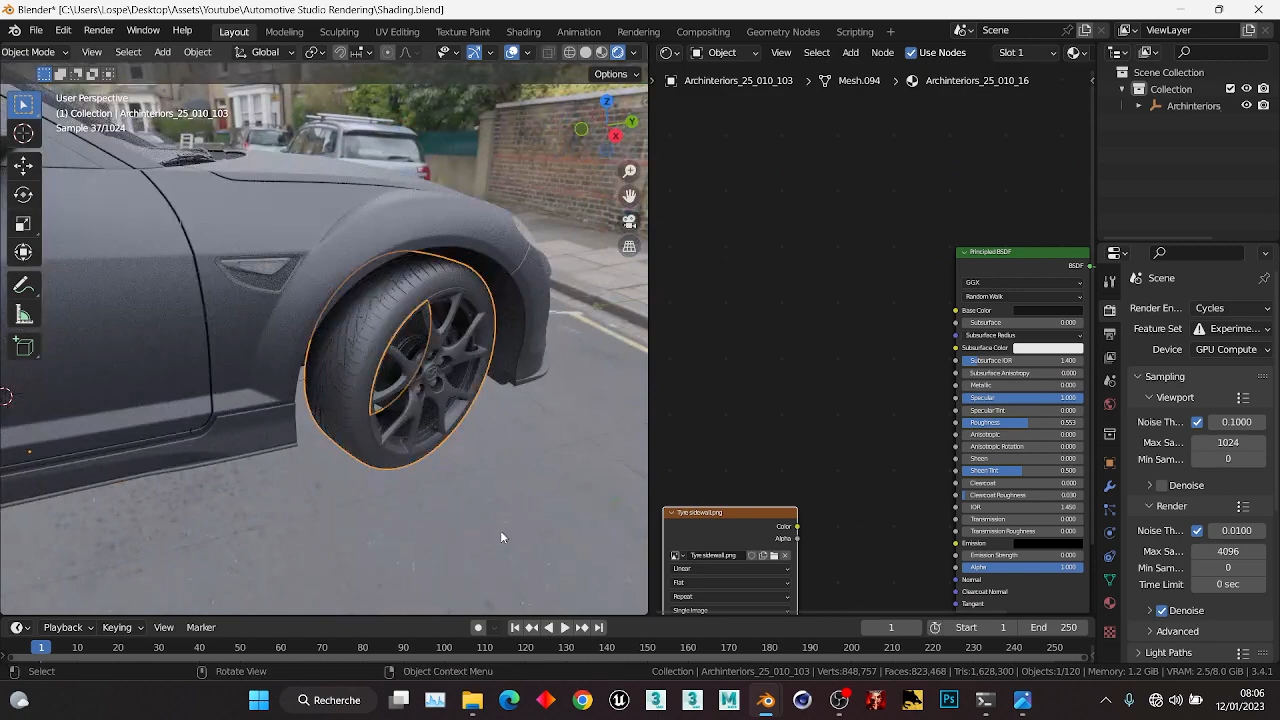 Blender* [C:\Users\Lospe\Desktop\Assets\Youtube\Automotive Studio Rendering\Shading.blend]
File Edit Render Window Help Layout Modeling Sculpting UV Editing Texture Paint Shading Animation Rendering Compositing Geometry Nodes Scripting Scene ViewLayer
Object Mode View Select Add Object Global Object View Select Add Node Use Nodes Slot 1
Options
Archinteriors_25_010_103 Mesh.094 Archinteriors_25_010_16
User Perspective
(1) Collection | Archinteriors_25_010_103
Sample 37/1024
Z
Y
X
Scene Collection
Collection
Archinteriors
Principled BSDF
BSDF
GGX
Random Walk
Base Color
Subsurface 0.000
Subsurface Radius
Subsurface Color
Subsurface IOR 1.400
Subsurface Anisotropy 0.000
Metallic 0.000
Specular 1.000
Specular Tint 0.000
Roughness 0.553
Anisotropic 0.000
Anisotropic Rotation 0.000
Sheen 0.000
Sheen Tint 0.500
Clearcoat 0.000
Clearcoat Roughness 0.030
IOR 1.450
Transmission 0.000
Transmission Roughness 0.000
Emission
Emission Strength 0.000
Alpha 1.000
Normal
Clearcoat Normal
Tangent
Tyre sidewall.png
Color
Alpha
Tyre sidewall.png
Linear
Flat
Repeat
Single Image
Scene
Render En... Cycles
Feature Set Experime...
Device GPU Compute
Sampling
Viewport
Noise Th... 0.1000
Max Sa... 1024
Min Sam... 0
Denoise
Render
Noise Th... 0.0100
Max Sa... 4096
Min Sam... 0
Time Limit 0 sec
Denoise
Advanced
Light Paths
Playback Keying View Marker 1 Start 1 End 250
1 10 20 30 40 50 60 70 80 90 100 110 120 130 140 150 160 170 180 190 200 210 220 230 240 250
Select Rotate View Object Context Menu Collection | Archinteriors_25_010_103 | Verts:848,757 | Faces:823,468 | Tris:1,628,300 | Objects:1/120 | Memory: 1.2 GiB | VRAM: 2.5/8.0 GiB | 3.4.1
Recherche
08:06
12/01/2023